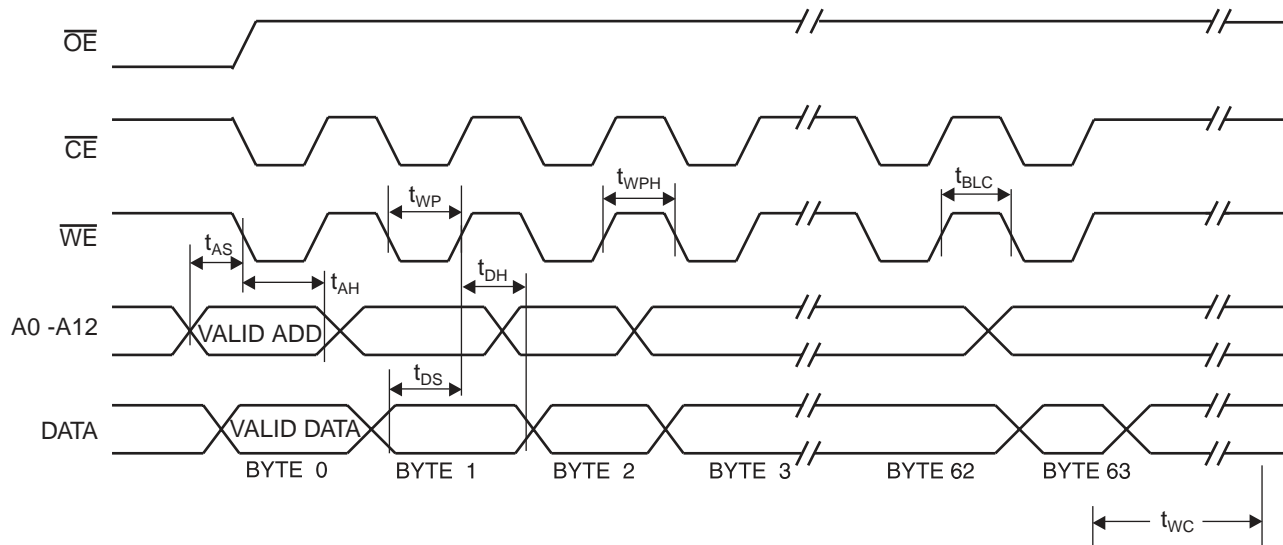 OE
CE
tWP
tWPH
tBLC
WE
tAS
tAH
tDH
A0 -A12
VALID ADD
tDS
DATA
VALID DATA
BYTE 0 BYTE 1 BYTE 2 BYTE 3 BYTE 62 BYTE 63
tWC